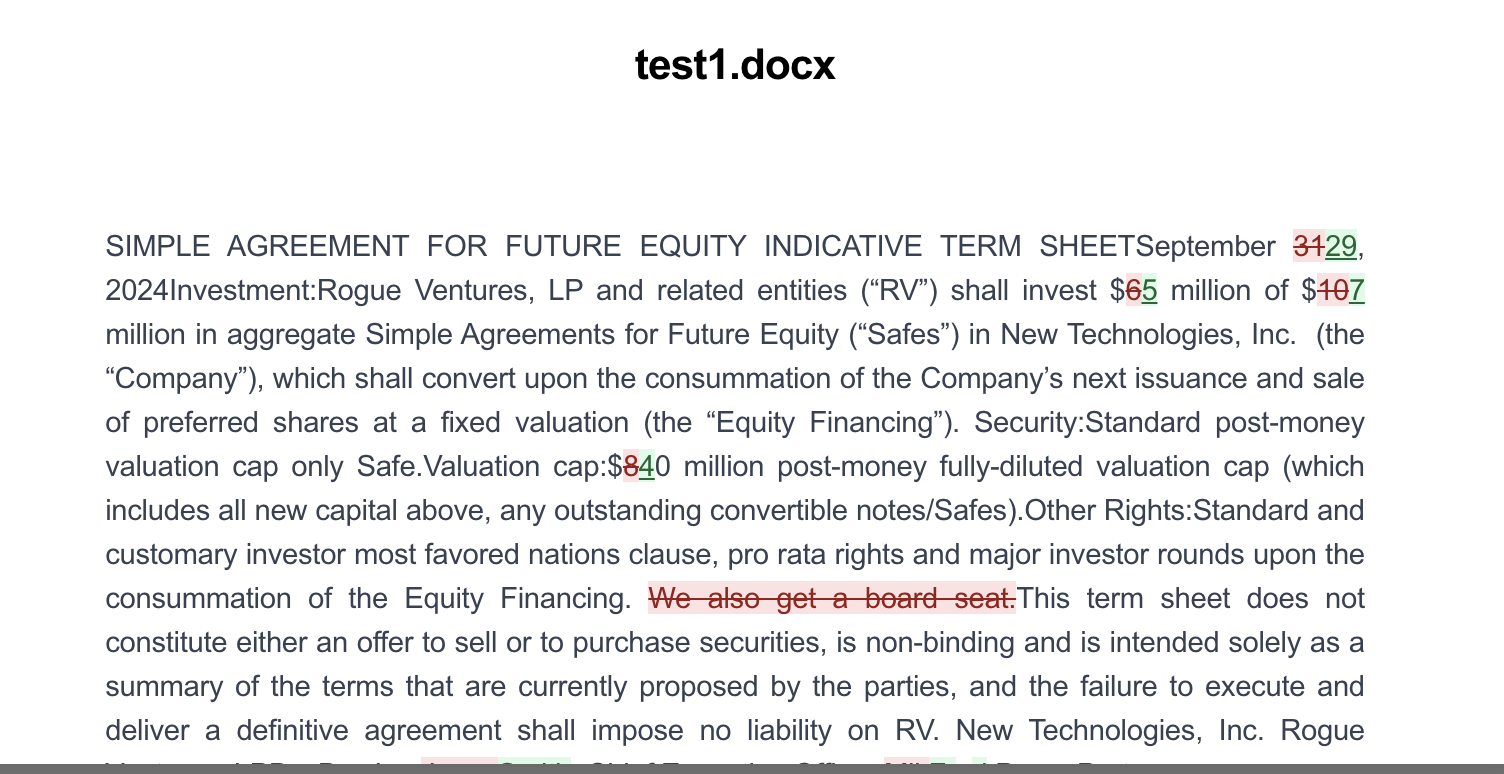 test1.docx
SIMPLE AGREEMENT FOR FUTURE EQUITY INDICATIVE TERM SHEETSeptember 3129,
2024Investment:Rogue Ventures, LP and related entities (“RV”) shall invest $65 million of $107
million in aggregate Simple Agreements for Future Equity (“Safes”) in New Technologies, Inc.  (the
“Company”), which shall convert upon the consummation of the Company’s next issuance and sale
of preferred shares at a fixed valuation (the “Equity Financing”). Security:Standard post-money
valuation cap only Safe.Valuation cap:$840 million post-money fully-diluted valuation cap (which
includes all new capital above, any outstanding convertible notes/Safes).Other Rights:Standard and
customary investor most favored nations clause, pro rata rights and major investor rounds upon the
consummation of the Equity Financing. We also get a board seat.This term sheet does not
constitute either an offer to sell or to purchase securities, is non-binding and is intended solely as a
summary of the terms that are currently proposed by the parties, and the failure to execute and
deliver a definitive agreement shall impose no liability on RV. New Technologies, Inc. Rogue